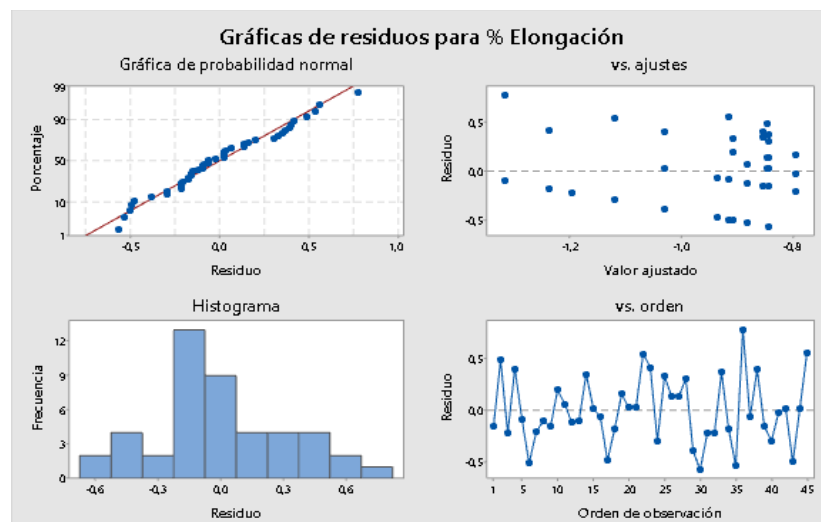 Gráficas de residuos para % Elongación
Gráfica de probabilidad normal
99
90
50
10
1
Porcentaje
-0,5
0,0
0,5
1,0
Residuo
vs. ajustes
0,5
0,0
-0,5
Residuo
-1,2
-1,0
-0,8
Valor ajustado
Histograma
12
9
6
3
0
Frecuencia
-0,6
-0,3
0,0
0,3
0,6
Residuo
vs. orden
0,5
0,0
-0,5
Residuo
1
5
10
15
20
25
30
35
40
45
Orden de observación